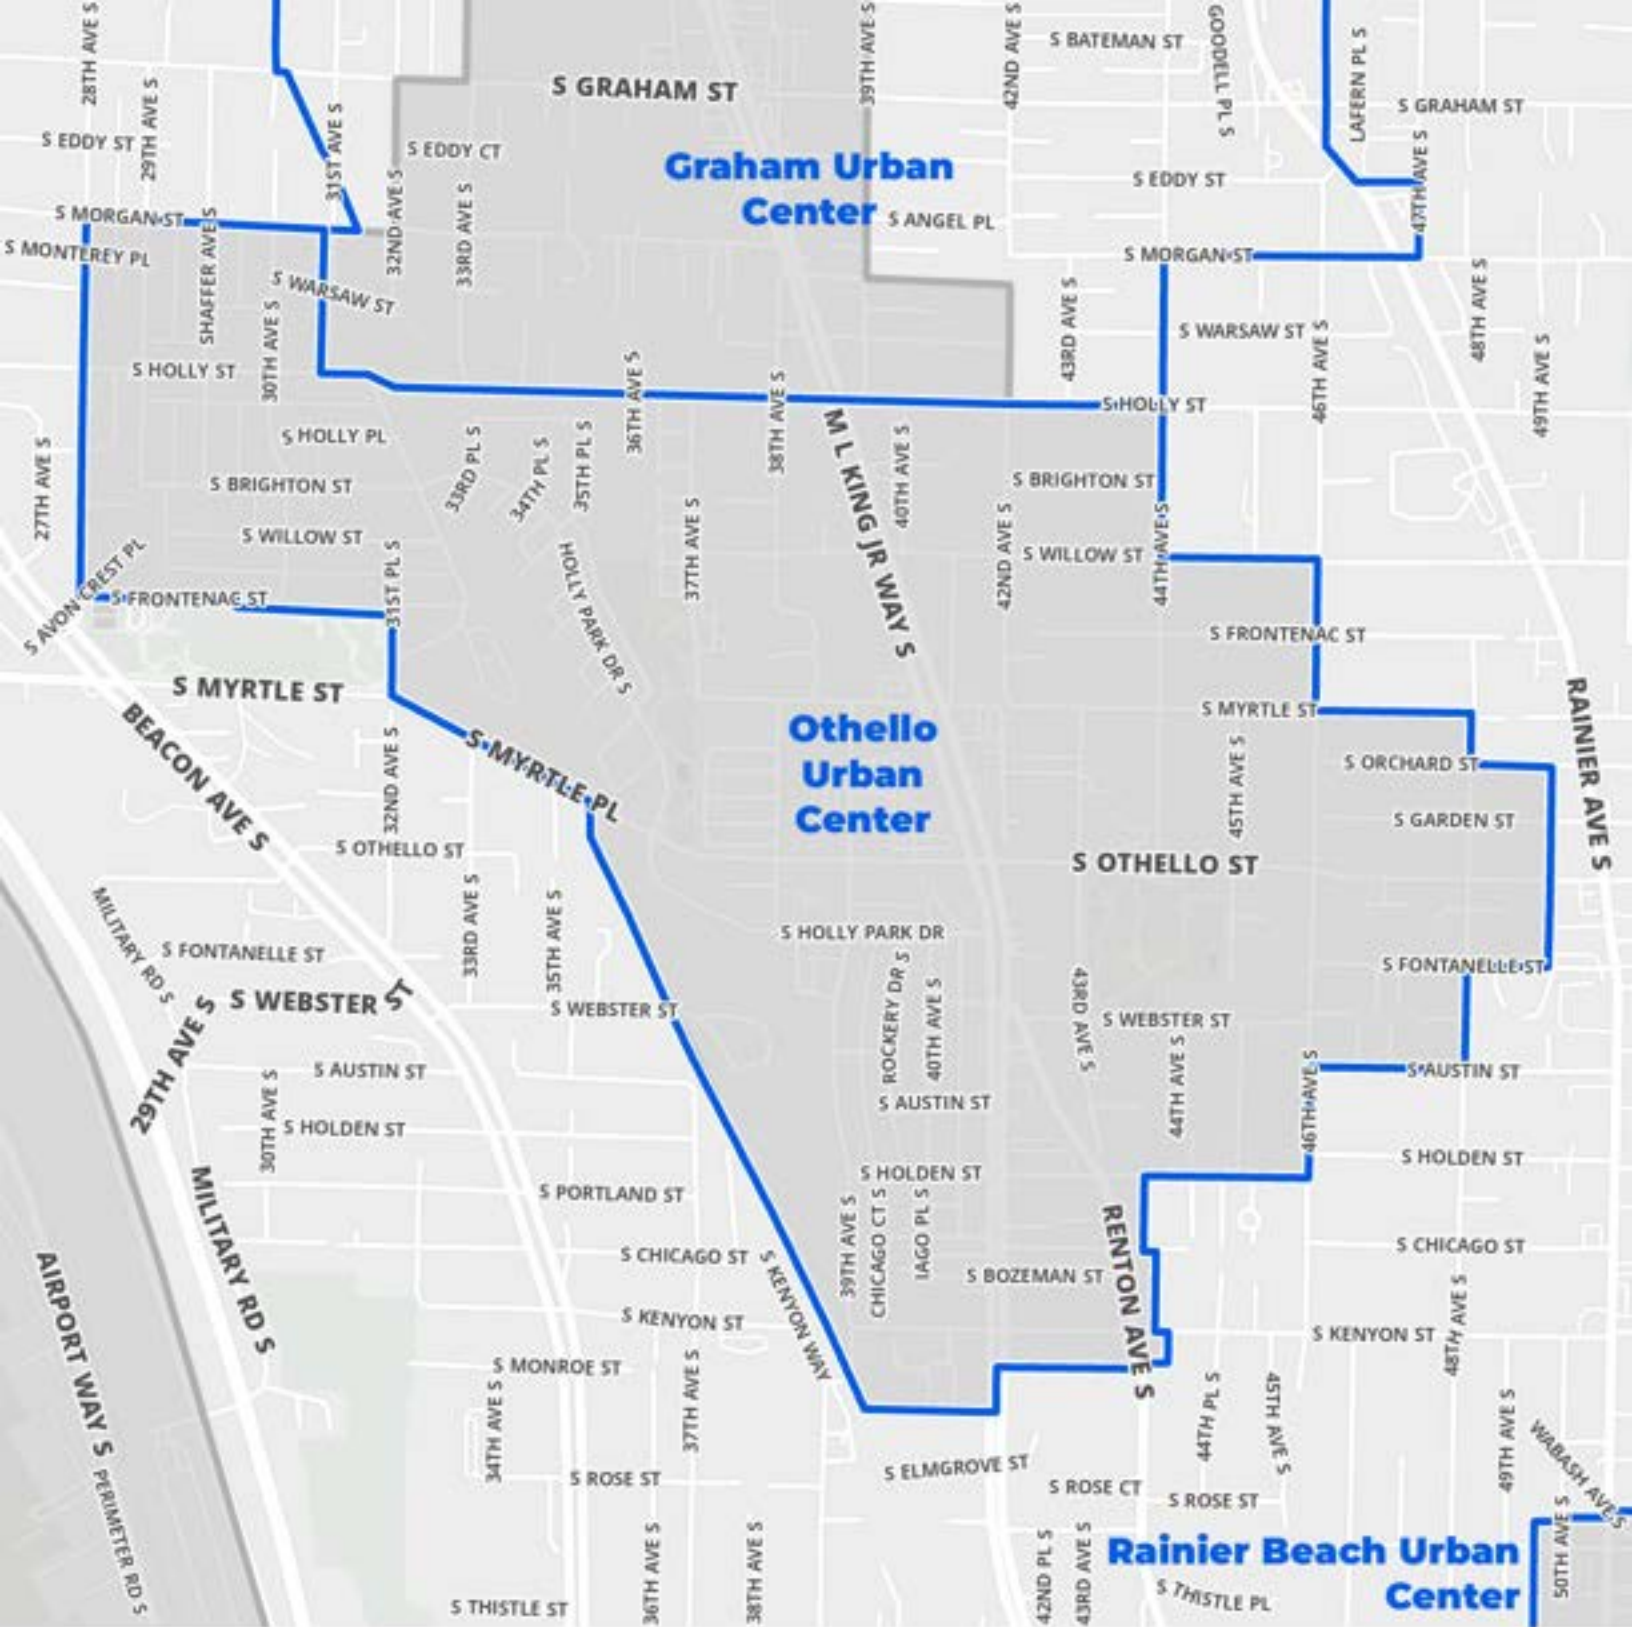 28TH AVE S
29TH AVE S
S EDDY ST
31ST AVE S
S EDDY CT
S GRAHAM ST
39TH AVE S
42ND AVE S
S BATEMAN ST
GOODELL PL S
LAFERN PL S
S GRAHAM ST
Graham Urban
Center
S EDDY ST
47TH AVE S
S MORGAN ST
S MONTEREY PL
SHAFFER AVE S
32ND AVE S
33RD AVE S
S ANGEL PL
S MORGAN ST
S WARSAW ST
30TH AVE S
43RD AVE S
S WARSAW ST
46TH AVE S
48TH AVE S
49TH AVE S
S HOLLY ST
36TH AVE S
38TH AVE S
S HOLLY ST
27TH AVE S
S HOLLY PL
33RD PL S
34TH PL S
35TH PL S
M L KING JR WAY S
40TH AVE S
S BRIGHTON ST
S BRIGHTON ST
37TH AVE S
42ND AVE S
44TH AVE S
S WILLOW ST
S WILLOW ST
S AVON CREST PL
S FRONTENAC ST
31ST PL S
HOLLY PARK DR S
S FRONTENAC ST
S MYRTLE ST
S MYRTLE ST
BEACON AVE S
S MYRTLE PL
32ND AVE S
Othello
Urban
Center
45TH AVE S
S ORCHARD ST
S GARDEN ST
RAINIER AVE S
S OTHELLO ST
S OTHELLO ST
MILITARY RD S
S FONTANELLE ST
33RD AVE S
35TH AVE S
S HOLLY PARK DR
ROCKERY DR S
40TH AVE S
43RD AVE S
S FONTANELLE ST
29TH AVE S
S WEBSTER ST
S WEBSTER ST
S WEBSTER ST
44TH AVE S
46TH AVE S
S AUSTIN ST
S AUSTIN ST
S AUSTIN ST
30TH AVE S
S HOLDEN ST
S HOLDEN ST
S HOLDEN ST
MILITARY RD S
S PORTLAND ST
39TH AVE S
CHICAGO CT S
IAGO PL S
RENTON AVE S
AIRPORT WAY S
S CHICAGO ST
S KENYON WAY
S BOZEMAN ST
S CHICAGO ST
S KENYON ST
S KENYON ST
48TH AVE S
S MONROE ST
34TH AVE S
37TH AVE S
44TH PL S
45TH AVE S
49TH AVE S
WABASH AVE S
PERIMETER RD S
S ROSE ST
S ELMGROVE ST
S ROSE CT
S ROSE ST
50TH AVE S
36TH AVE S
38TH AVE S
42ND PL S
43RD AVE S
Rainier Beach Urban
Center
S THISTLE ST
S THISTLE PL